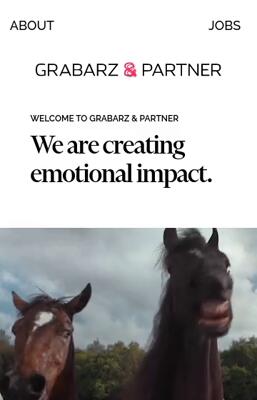 ABOUT
JOBS
GRABARZ & PARTNER
WELCOME TO GRABARZ & PARTNER
We are creating
emotional impact.